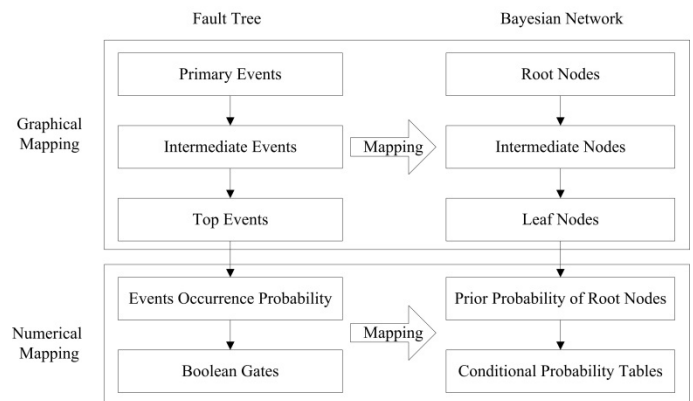 Fault Tree
Bayesian Network
Primary Events
Root Nodes
Graphical
Mapping
Intermediate Events
Mapping
Intermediate Nodes
Top Events
Leaf Nodes
Events Occurrence Probability
Prior Probability of Root Nodes
Numerical
Mapping
Mapping
Boolean Gates
Conditional Probability Tables